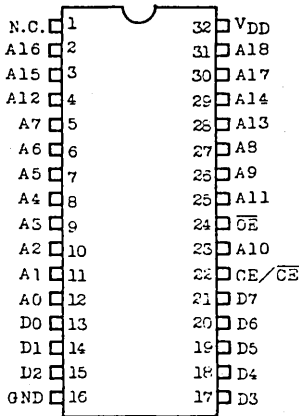 N.C. 1 32 VDD
A16 2 31 A18
A15 3 30 A17
A12 4 29 A14
A7 5 28 A13
A6 6 27 A8
A5 7 26 A9
A4 8 25 A11
A3 9 24 OE
A2 10 23 A10
A1 11 22 CE/CE
A0 12 21 D7
D0 13 20 D6
D1 14 19 D5
D2 15 18 D4
GND 16 17 D3